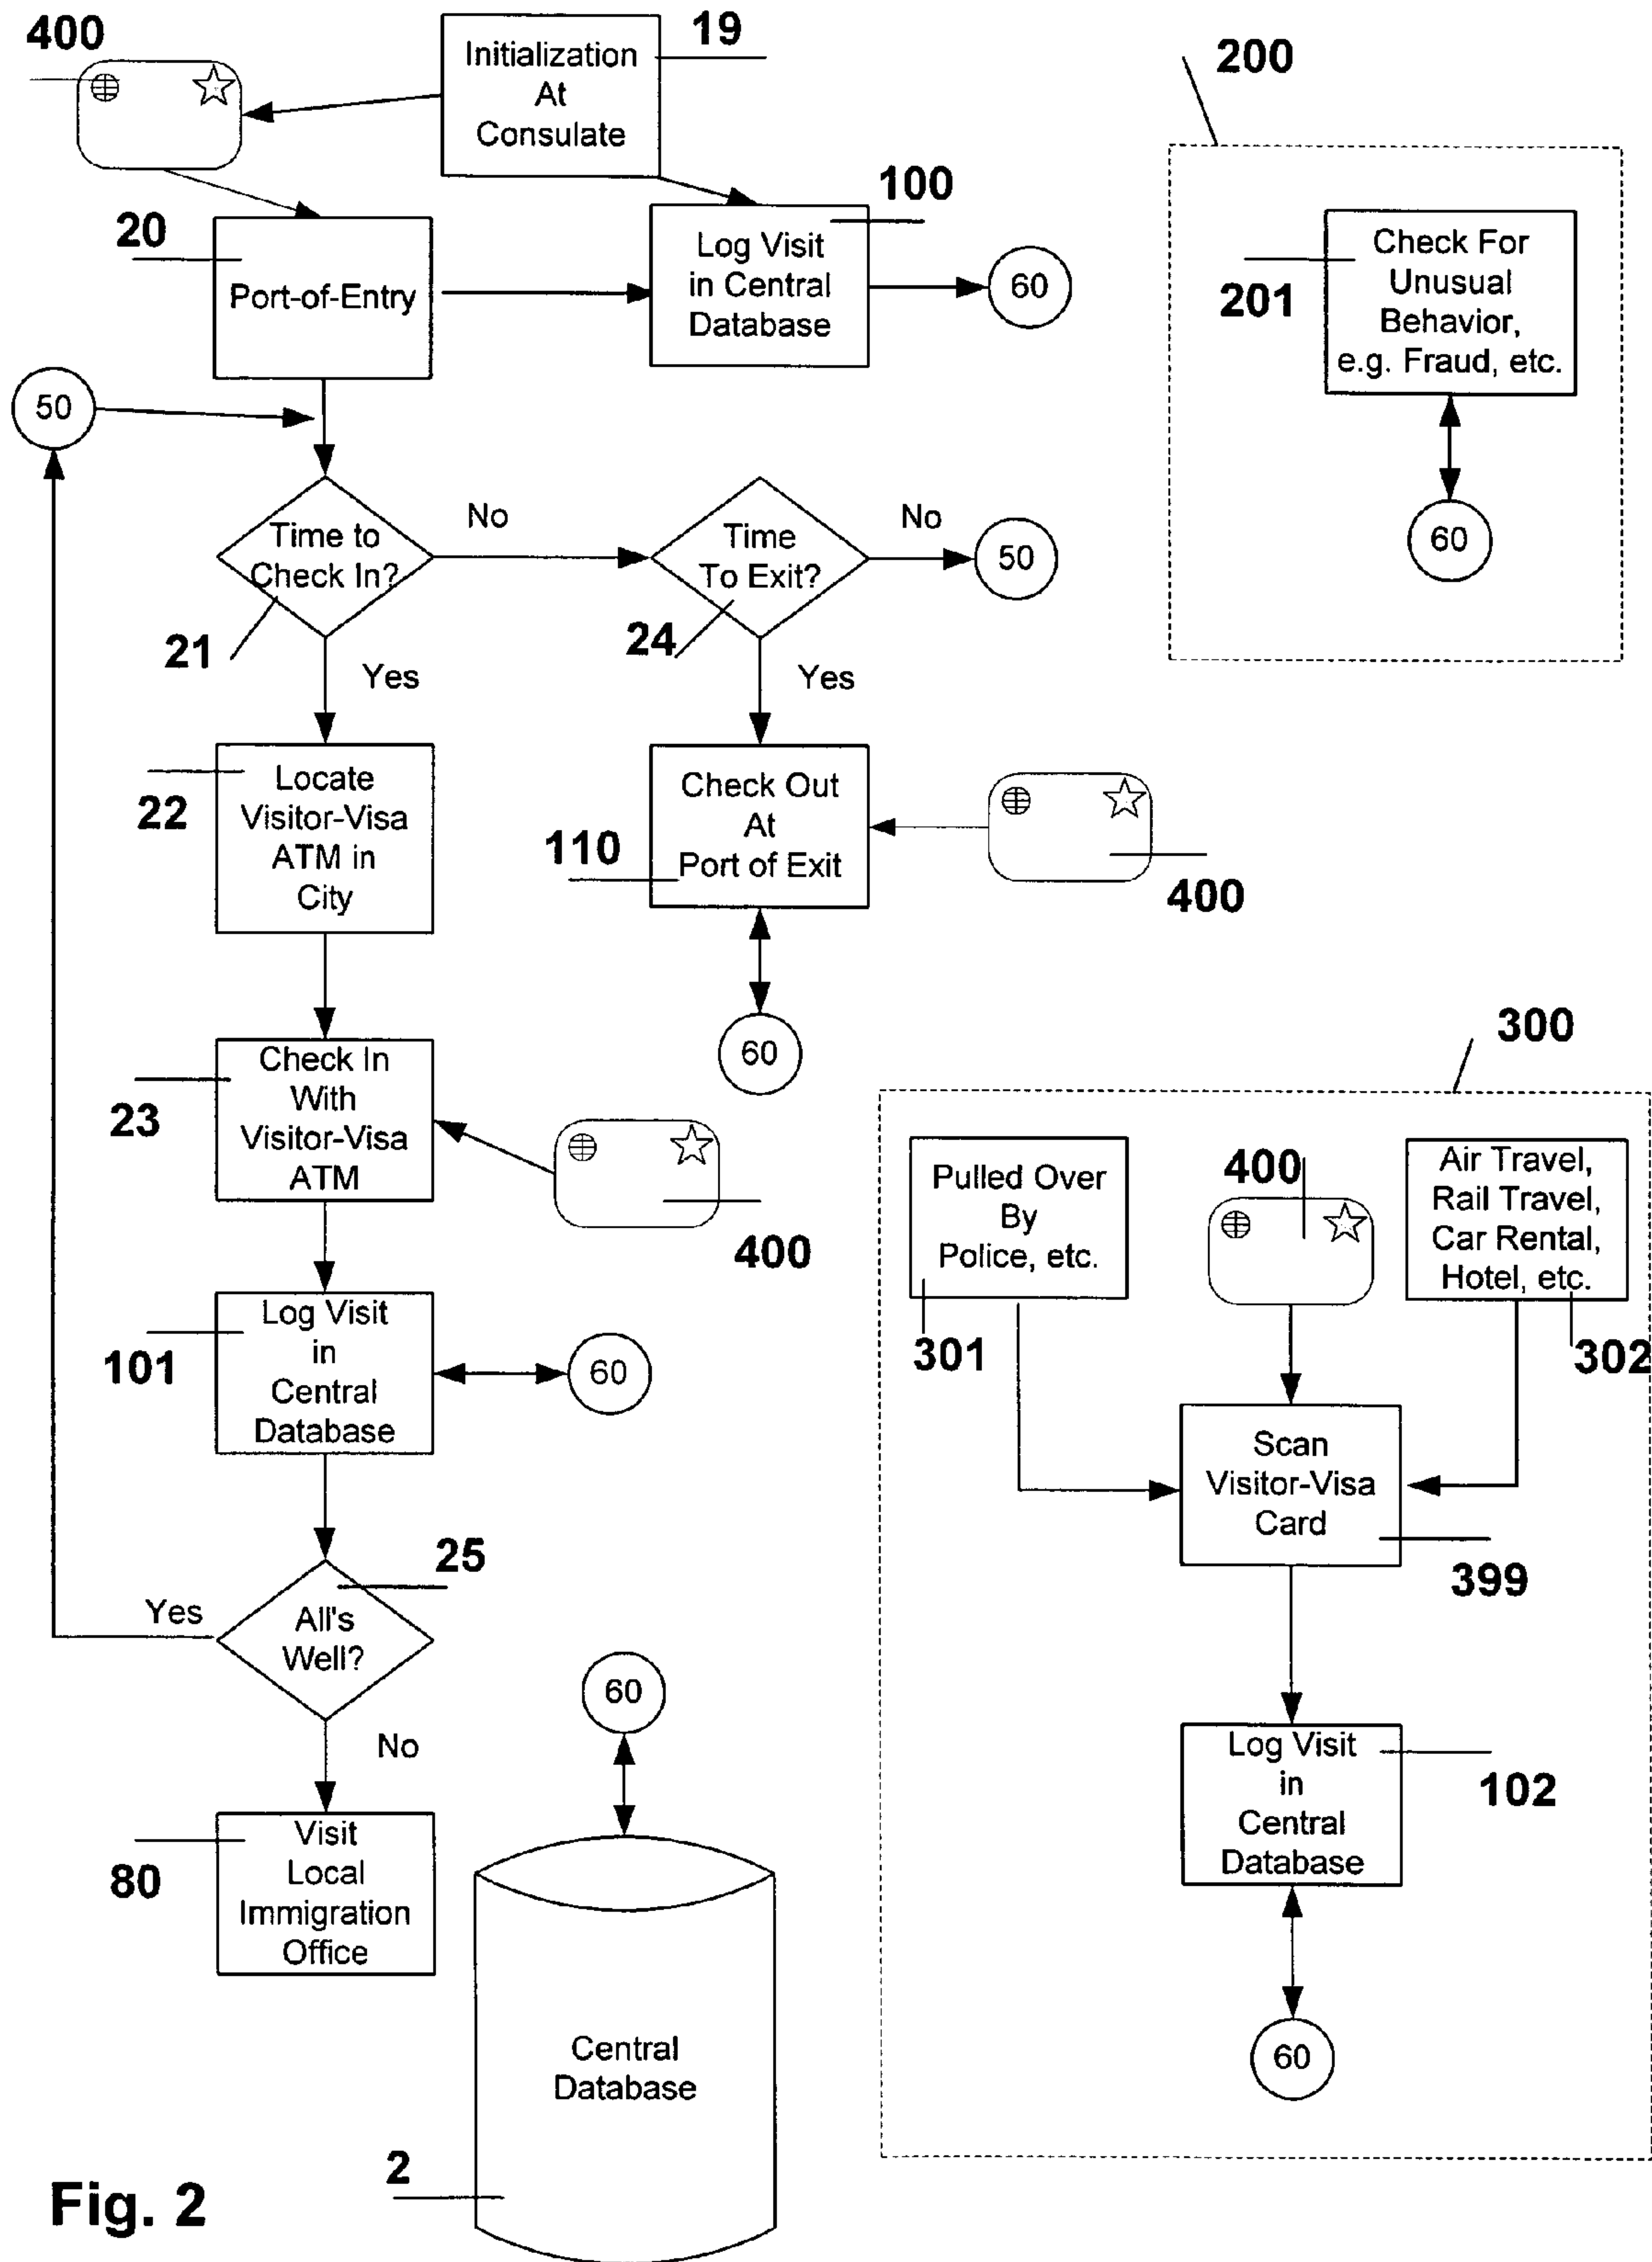 400
19
Initialization
At
Consulate
200
100
20
Port-of-Entry
Log Visit
in Central
Database
60
201
Check For
Unusual
Behavior,
e.g. Fraud, etc.
60
50
Time to
Check In?
No
21
Yes
Time
To Exit?
No
50
24
Yes
22
Locate
Visitor-Visa
ATM in
City
110
Check Out
At
Port of Exit
400
60
23
Check In
With
Visitor-Visa
ATM
400
101
Log Visit
in
Central
Database
60
25
Yes
All's
Well?
No
80
Visit
Local
Immigration
Office
60
Central
Database
2
300
Pulled Over
By
Police, etc.
301
400
Air Travel,
Rail Travel,
Car Rental,
Hotel, etc.
302
Scan
Visitor-Visa
Card
399
Log Visit
in
Central
Database
102
60
Fig. 2